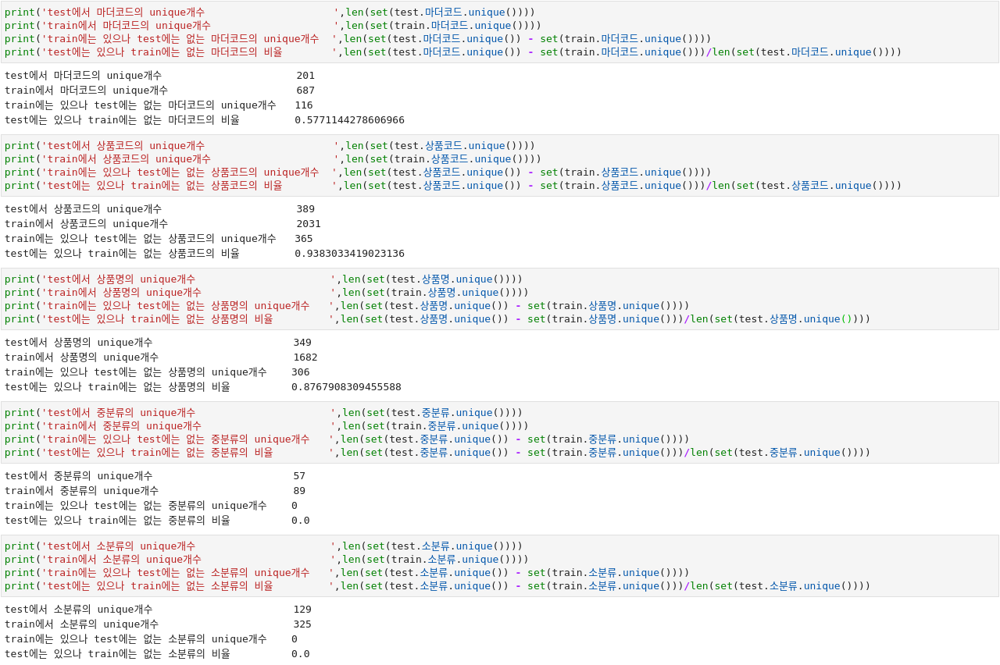 print('test에서 마더코드의 unique개수                     ',len(set(test.마더코드.unique())))
print('train에서 마더코드의 unique개수                    ',len(set(train.마더코드.unique())))
print('train에는 있으나 test에는 없는 마더코드의 unique개수  ',len(set(test.마더코드.unique()) - set(train.마더코드.unique())))
print('test에는 있으나 train에는 없는 마더코드의 비율        ',len(set(test.마더코드.unique()) - set(train.마더코드.unique()))/len(set(test.마더코드.unique())))
test에서 마더코드의 unique개수                      201
train에서 마더코드의 unique개수                     687
train에는 있으나 test에는 없는 마더코드의 unique개수   116
test에는 있으나 train에는 없는 마더코드의 비율         0.5771144278606966
print('test에서 상품코드의 unique개수                     ',len(set(test.상품코드.unique())))
print('train에서 상품코드의 unique개수                    ',len(set(train.상품코드.unique())))
print('train에는 있으나 test에는 없는 상품코드의 unique개수  ',len(set(test.상품코드.unique()) - set(train.상품코드.unique())))
print('test에는 있으나 train에는 없는 상품코드의 비율        ',len(set(test.상품코드.unique()) - set(train.상품코드.unique()))/len(set(test.상품코드.unique())))
test에서 상품코드의 unique개수                      389
train에서 상품코드의 unique개수                     2031
train에는 있으나 test에는 없는 상품코드의 unique개수   365
test에는 있으나 train에는 없는 상품코드의 비율         0.9383033419023136
print('test에서 상품명의 unique개수                      ',len(set(test.상품명.unique())))
print('train에서 상품명의 unique개수                     ',len(set(train.상품명.unique())))
print('train에는 있으나 test에는 없는 상품명의 unique개수   ',len(set(test.상품명.unique()) - set(train.상품명.unique())))
print('test에는 있으나 train에는 없는 상품명의 비율         ',len(set(test.상품명.unique()) - set(train.상품명.unique()))/len(set(test.상품명.unique())))
test에서 상품명의 unique개수                       349
train에서 상품명의 unique개수                      1682
train에는 있으나 test에는 없는 상품명의 unique개수    306
test에는 있으나 train에는 없는 상품명의 비율          0.8767908309455588
print('test에서 중분류의 unique개수                      ',len(set(test.중분류.unique())))
print('train에서 중분류의 unique개수                     ',len(set(train.중분류.unique())))
print('train에는 있으나 test에는 없는 중분류의 unique개수   ',len(set(test.중분류.unique()) - set(train.중분류.unique())))
print('test에는 있으나 train에는 없는 중분류의 비율         ',len(set(test.중분류.unique()) - set(train.중분류.unique()))/len(set(test.중분류.unique())))
test에서 중분류의 unique개수                       57
train에서 중분류의 unique개수                      89
train에는 있으나 test에는 없는 중분류의 unique개수    0
test에는 있으나 train에는 없는 중분류의 비율          0.0
print('test에서 소분류의 unique개수                      ',len(set(test.소분류.unique())))
print('train에서 소분류의 unique개수                     ',len(set(train.소분류.unique())))
print('train에는 있으나 test에는 없는 소분류의 unique개수   ',len(set(test.소분류.unique()) - set(train.소분류.unique())))
print('test에는 있으나 train에는 없는 소분류의 비율         ',len(set(test.소분류.unique()) - set(train.소분류.unique()))/len(set(test.소분류.unique())))
test에서 소분류의 unique개수                       129
train에서 소분류의 unique개수                      325
train에는 있으나 test에는 없는 소분류의 unique개수    0
test에는 있으나 train에는 없는 소분류의 비율          0.0